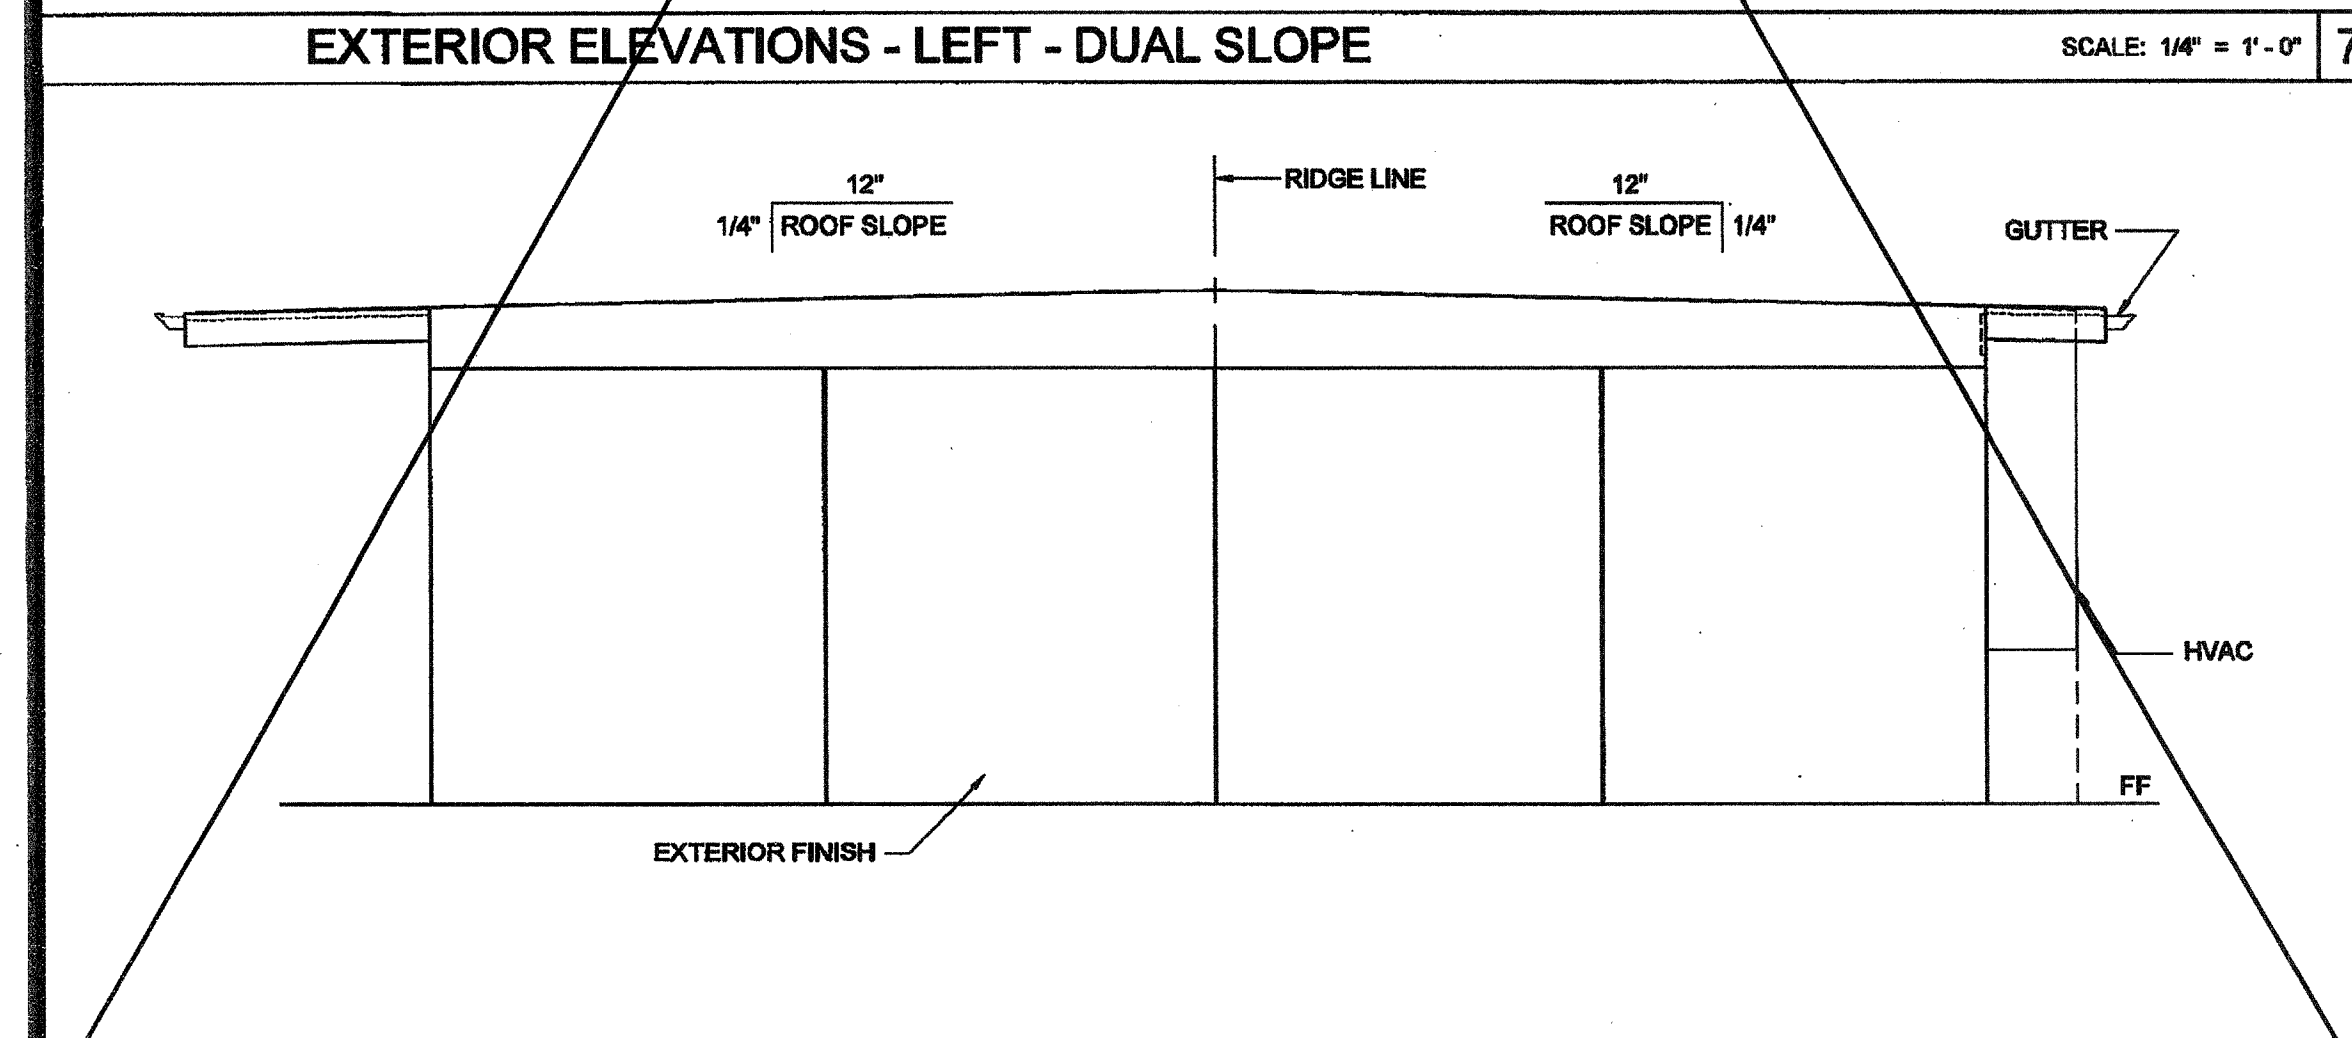 EXTERIOR ELEVATIONS - LEFT - DUAL SLOPE
SCALE: 1/4" = 1' - 0"
7
RIDGE LINE
12"
1/4" ROOF SLOPE
12"
ROOF SLOPE 1/4"
GUTTER
HVAC
FF
EXTERIOR FINISH